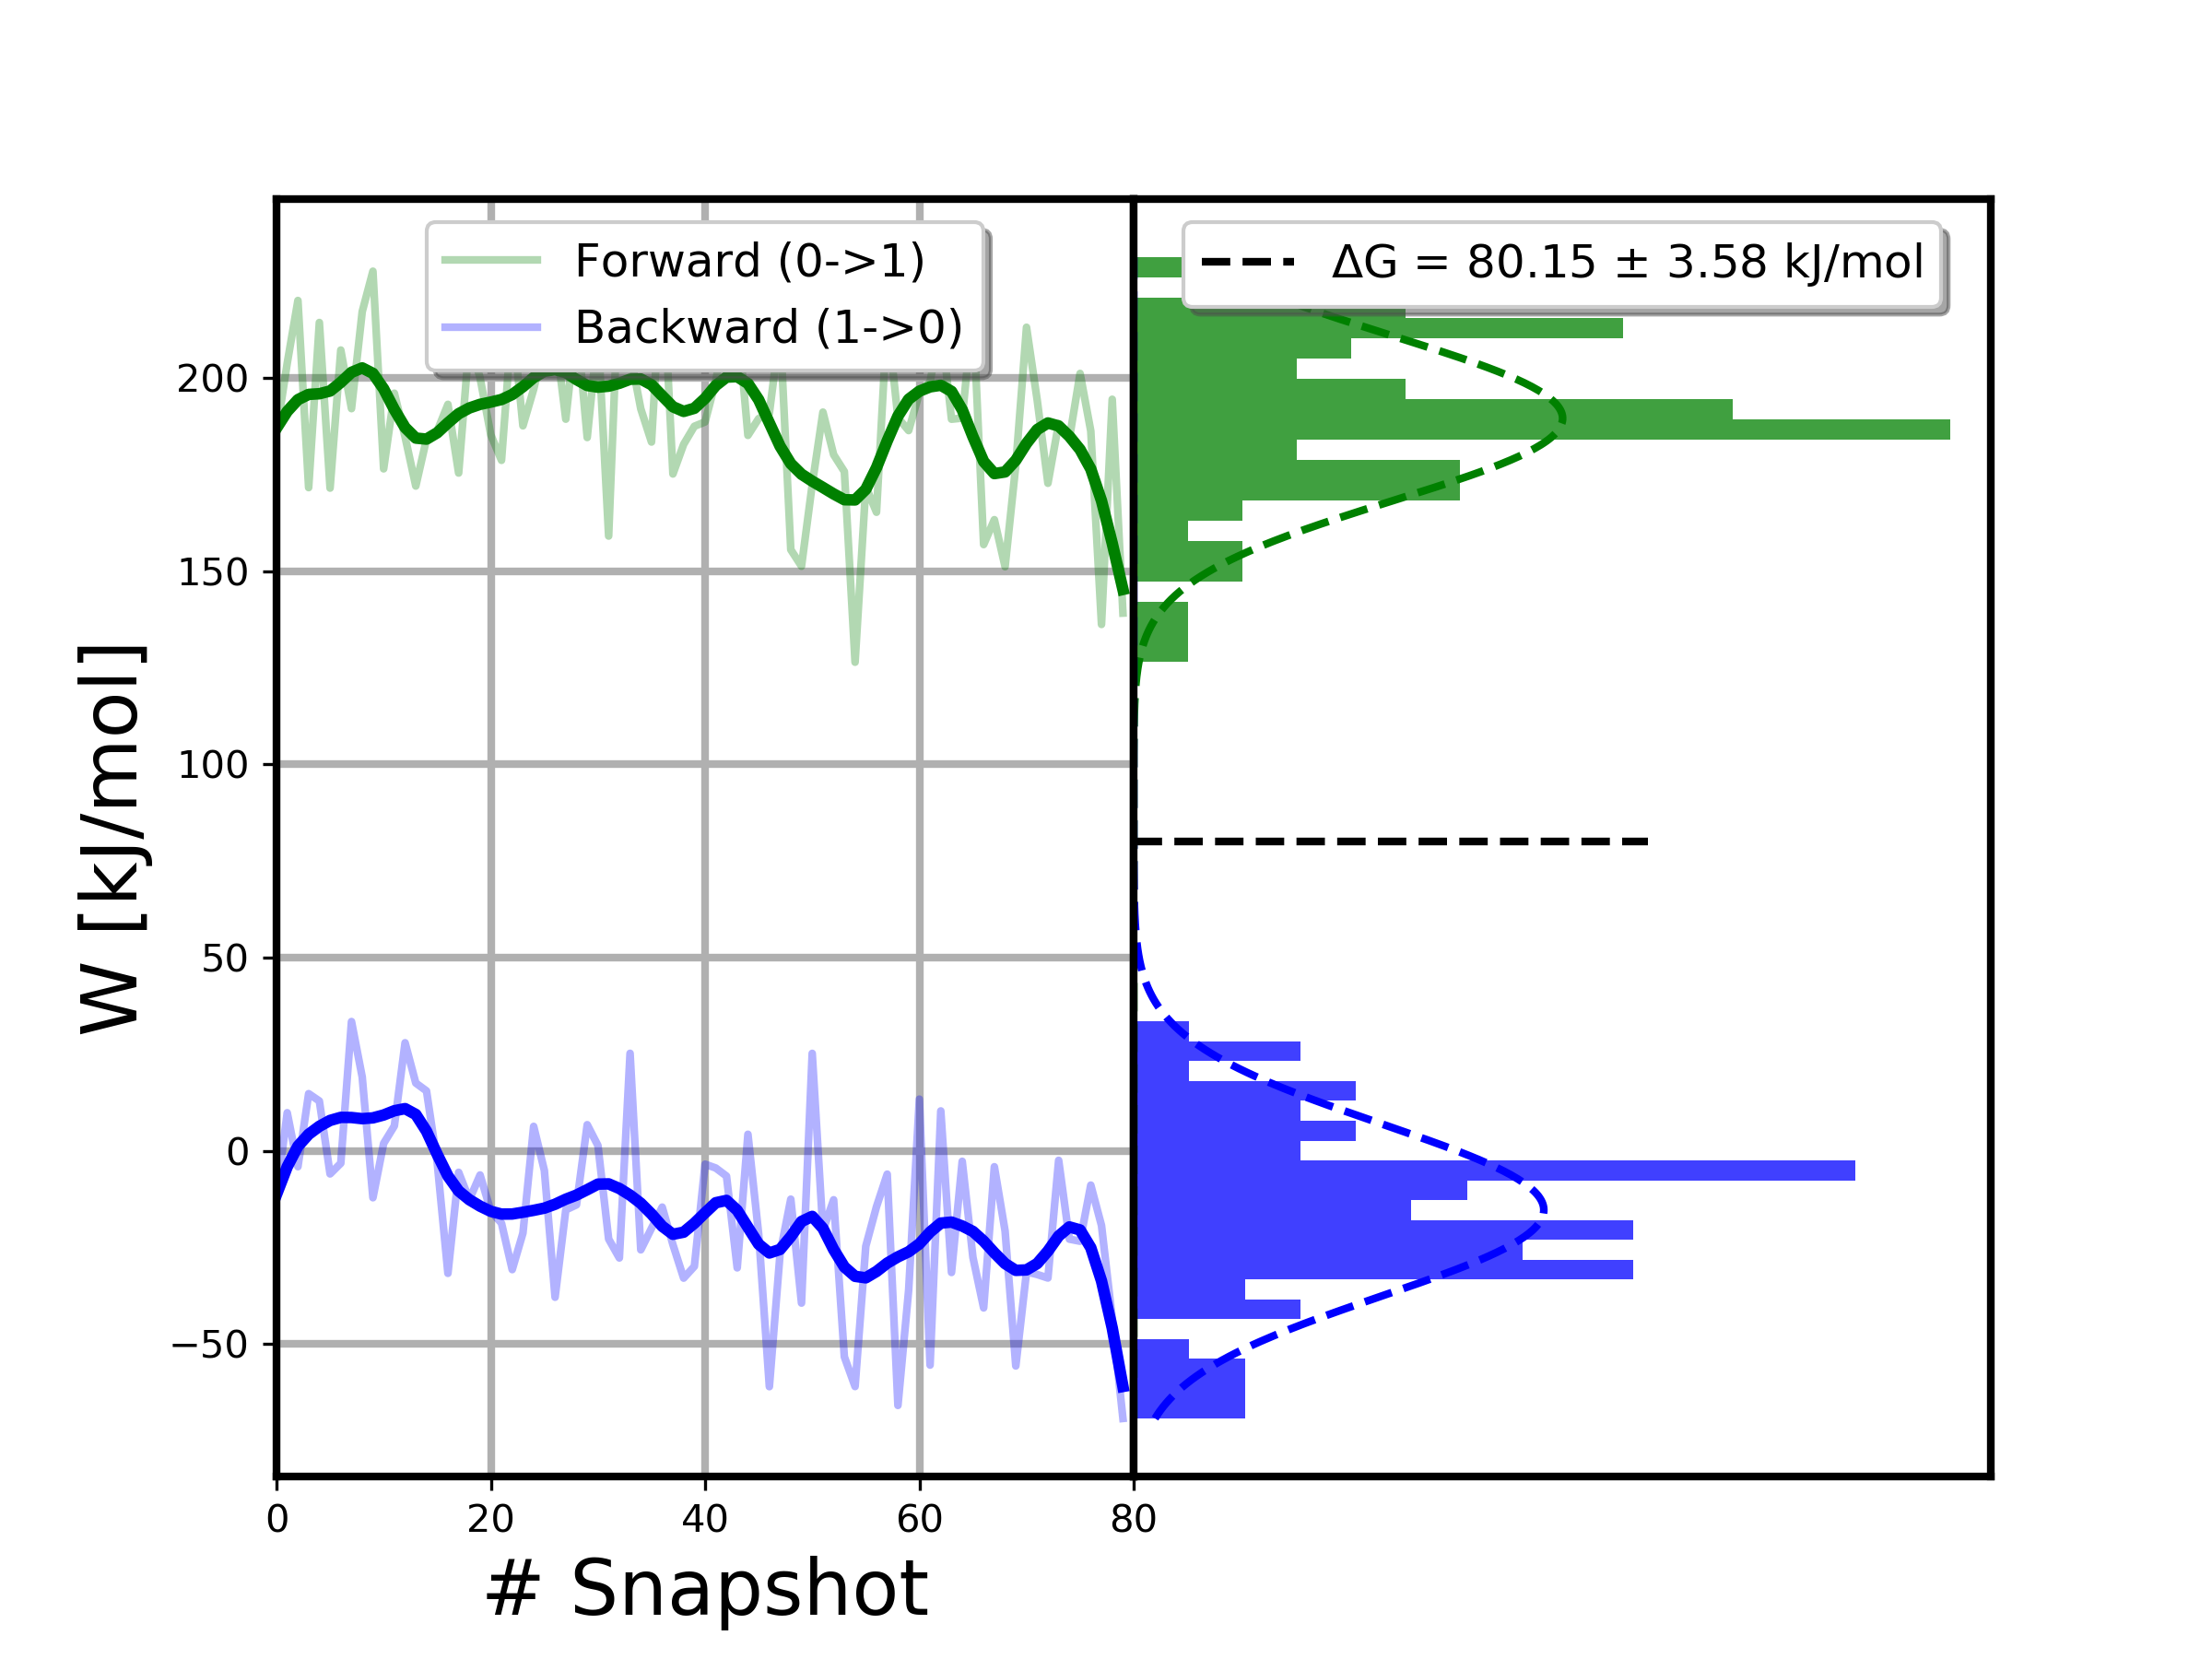 Forward (0->1)
Backward (1->0)
ΔG = 80.15 ± 3.58 kJ/mol
W [kJ/mol]
200
150
100
50
0
−50
0 20 40 60 80
# Snapshot